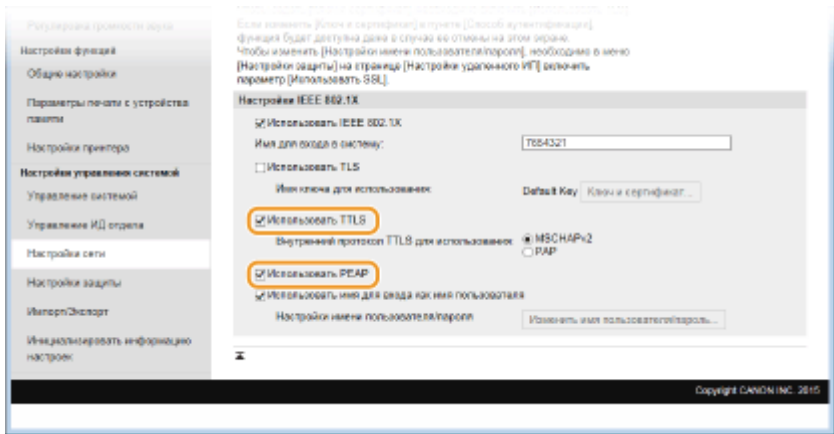 Регулировка громкости звука
Настройки функций
Общие настройки
Параметры печати с устройства
памяти
Настройки принтера
Настройки управления системой
Управление системой
Управление ИД отдела
Настройки сети
Настройки защиты
Импорт/Экспорт
Инициализировать информацию
настроек
Если изменить [Ключ и сертификат] в пункте [Способ аутентификации],
функция будет доступна даже в случае ее отмены на этом экране.
Чтобы изменить [Настройки имени пользователя/пароля], необходимо в меню
[Настройки защиты] на странице [Настройки удаленного ИП] включить
параметр [Использовать SSL].
Настройки IEEE 802.1X
Использовать IEEE 802.1X
Имя для входа в систему: 7654321
Использовать TLS
Имя ключа для использования: Default Key Ключ и сертификат...
Использовать TTLS
Внутренний протокол TTLS для использования: MSCHAPv2
PAP
Использовать PEAP
Использовать имя для входа как имя пользователя
Настройки имени пользователя/пароля Изменить имя пользователя/пароль...
Copyright CANON INC. 2015